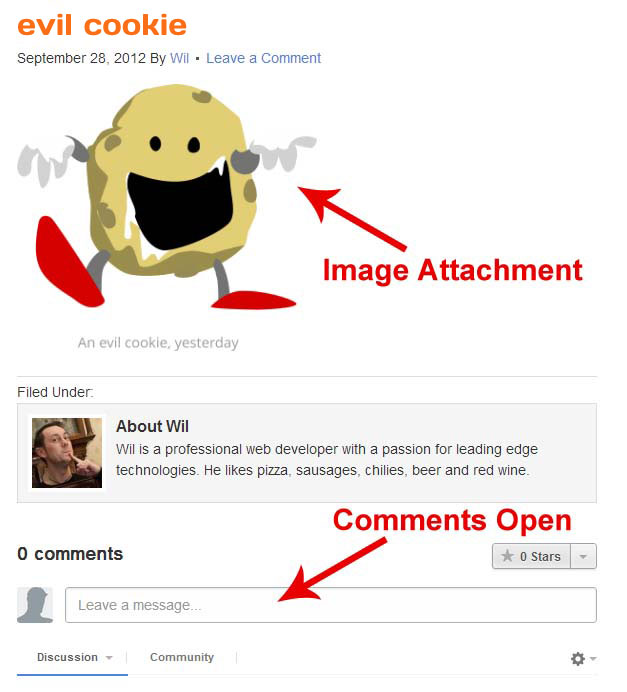 evil cookie
September 28, 2012 By Wil • Leave a Comment
Image Attachment
An evil cookie, yesterday
Filed Under:
About Wil
Wil is a professional web developer with a passion for leading edge
technologies. He likes pizza, sausages, chilies, beer and red wine.
Comments Open
0 comments
0 Stars
Leave a message...
Discussion
Community